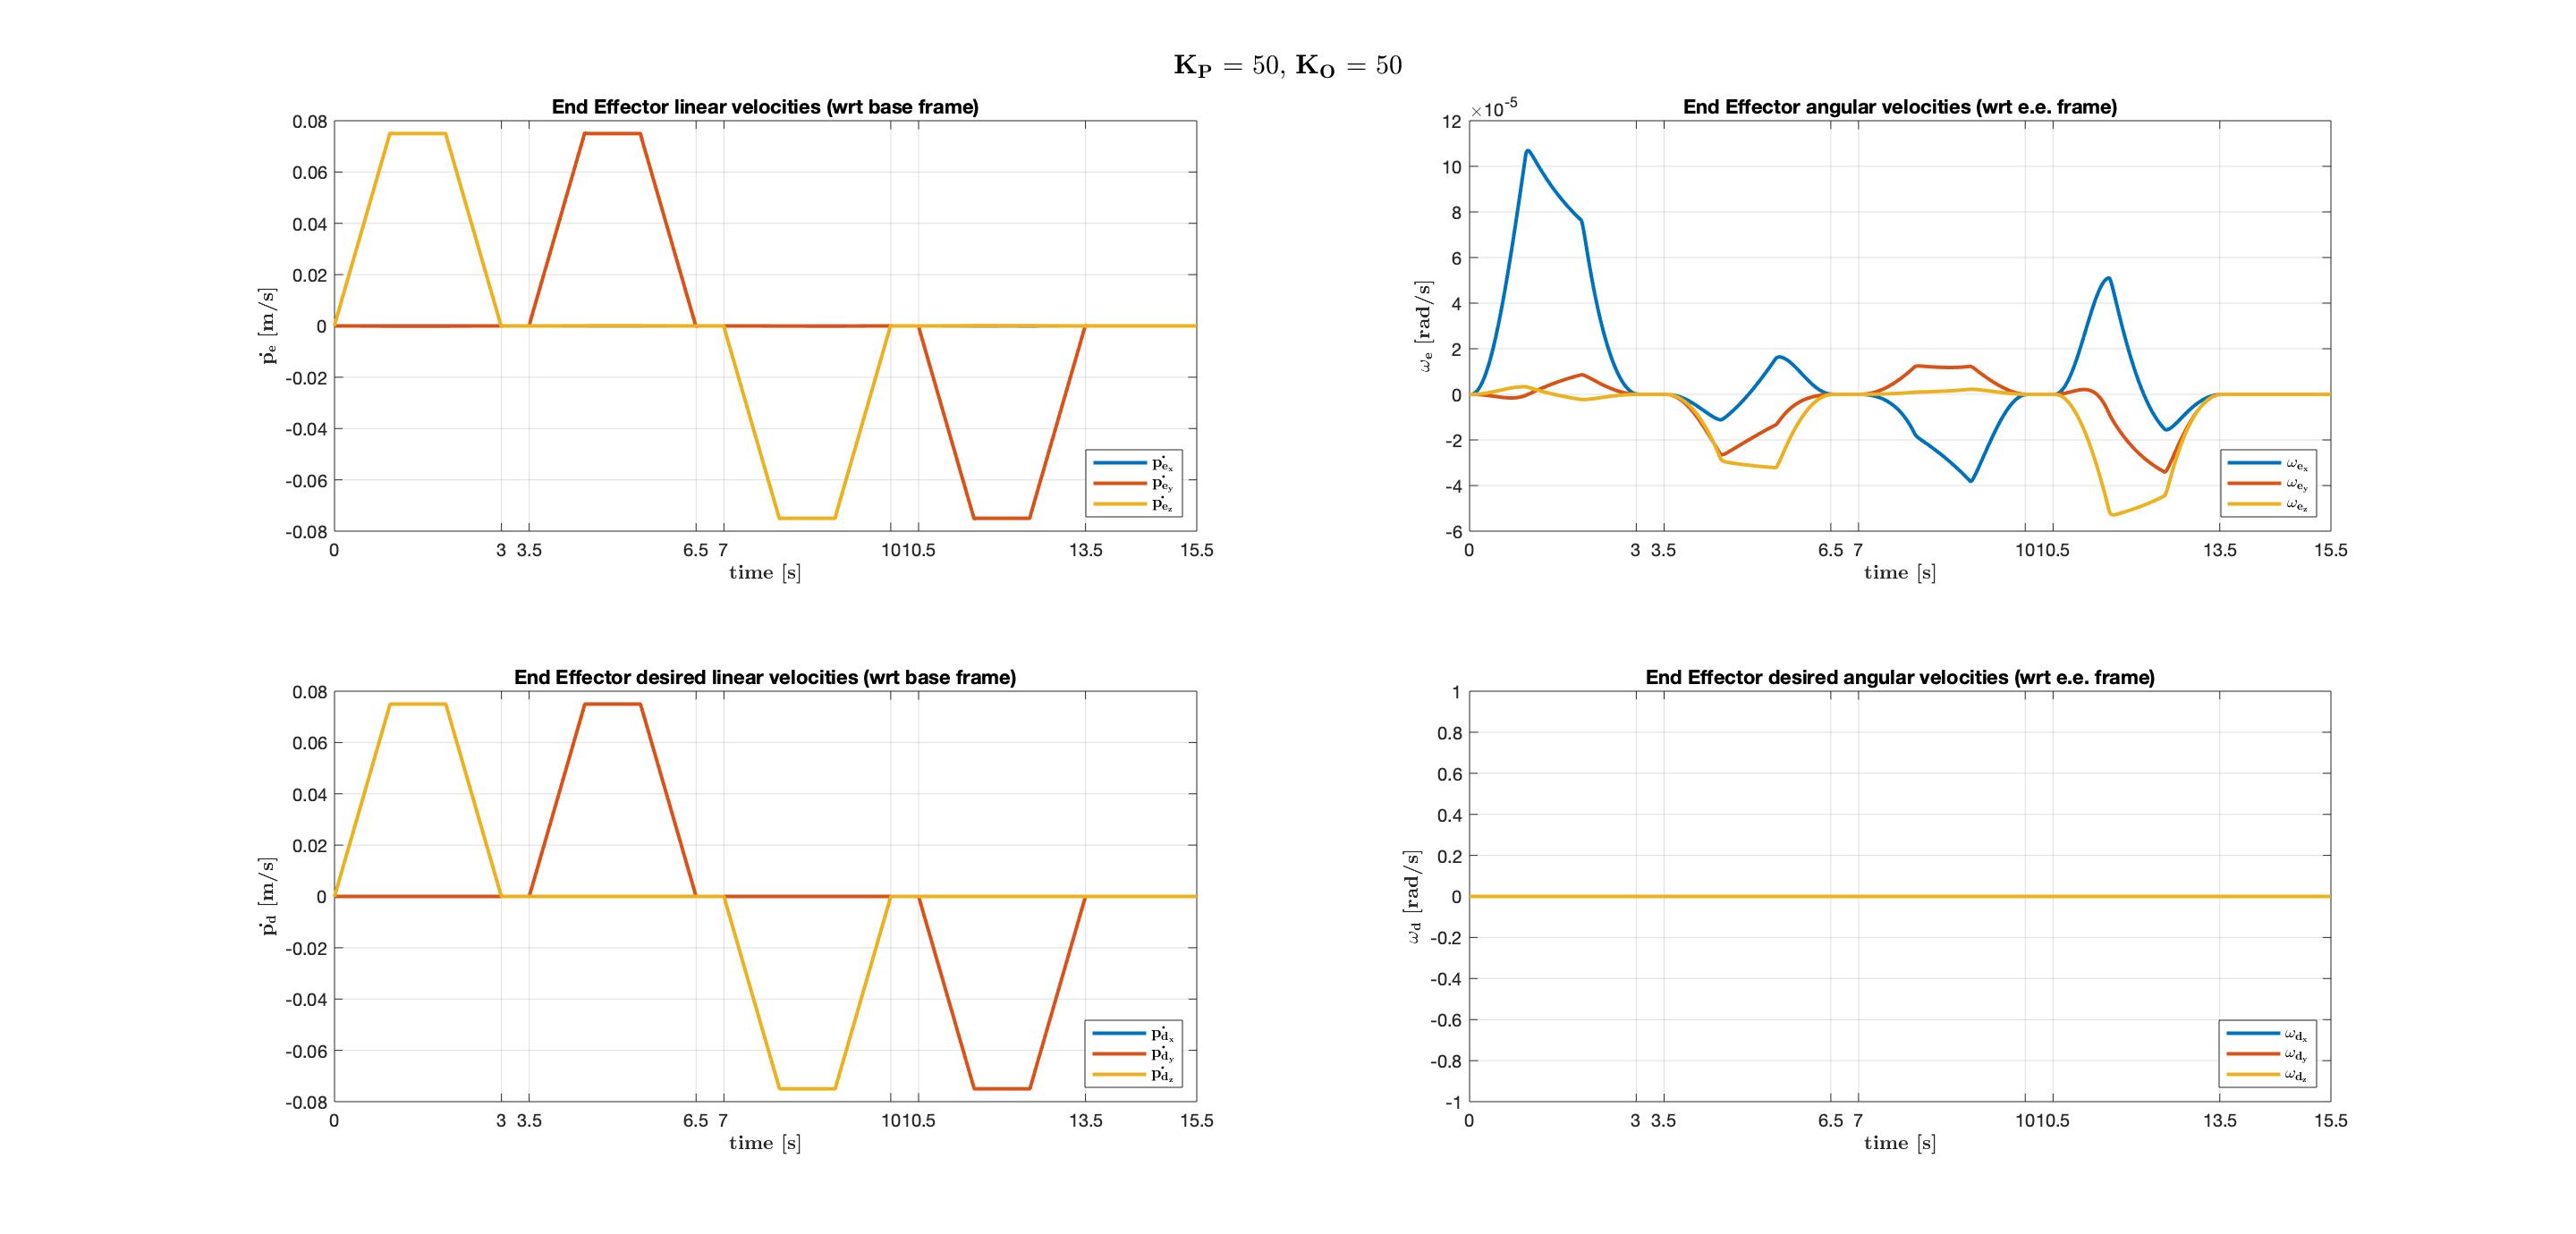 K_P = 50, K_O = 50
End Effector linear velocities (wrt base frame)
0.08
0.06
0.04
0.02
0
-0.02
-0.04
-0.06
-0.08
ṗ_e [m/s]
0 3 3.5 6.5 7 10 10.5 13.5 15.5
time [s]
ṗ_e_x
ṗ_e_y
ṗ_e_z
End Effector angular velocities (wrt e.e. frame)
×10^-5
12
10
8
6
4
2
0
-2
-4
-6
ω_e [rad/s]
0 3 3.5 6.5 7 10 10.5 13.5 15.5
time [s]
ω_e_x
ω_e_y
ω_e_z
End Effector desired linear velocities (wrt base frame)
0.08
0.06
0.04
0.02
0
-0.02
-0.04
-0.06
-0.08
ṗ_d [m/s]
0 3 3.5 6.5 7 10 10.5 13.5 15.5
time [s]
ṗ_d_x
ṗ_d_y
ṗ_d_z
End Effector desired angular velocities (wrt e.e. frame)
1
0.8
0.6
0.4
0.2
0
-0.2
-0.4
-0.6
-0.8
-1
ω_d [rad/s]
0 3 3.5 6.5 7 10 10.5 13.5 15.5
time [s]
ω_d_x
ω_d_y
ω_d_z